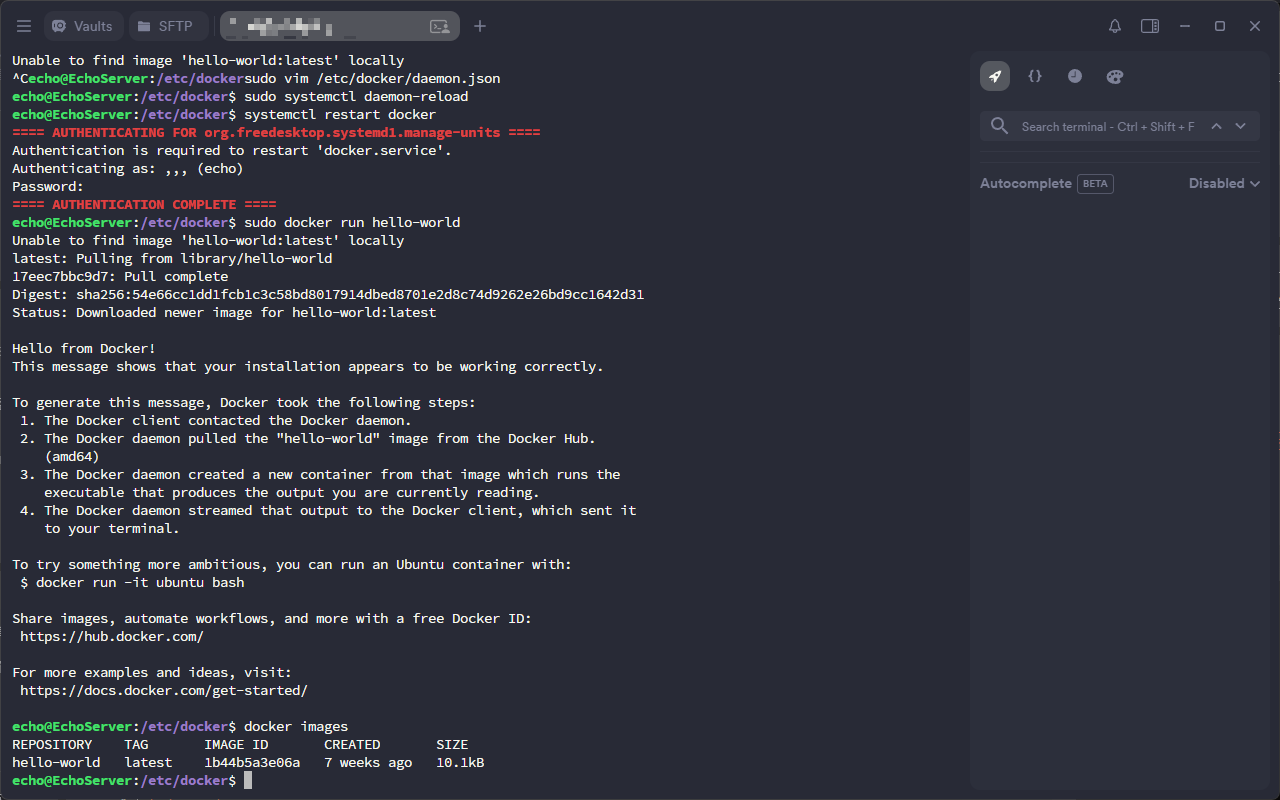 Vaults
SFTP
Unable to find image 'hello-world:latest' locally
^Cecho@EchoServer:/etc/dockersudo vim /etc/docker/daemon.json
echo@EchoServer:/etc/docker$ sudo systemctl daemon-reload
echo@EchoServer:/etc/docker$ systemctl restart docker
==== AUTHENTICATING FOR org.freedesktop.systemd1.manage-units ====
Authentication is required to restart 'docker.service'.
Authenticating as: ,,, (echo)
Password:
==== AUTHENTICATION COMPLETE ====
echo@EchoServer:/etc/docker$ sudo docker run hello-world
Unable to find image 'hello-world:latest' locally
latest: Pulling from library/hello-world
17eec7bbc9d7: Pull complete
Digest: sha256:54e66cc1dd1fcb1c3c58bd8017914dbed8701e2d8c74d9262e26bd9cc1642d31
Status: Downloaded newer image for hello-world:latest
Hello from Docker!
This message shows that your installation appears to be working correctly.
To generate this message, Docker took the following steps:
1. The Docker client contacted the Docker daemon.
2. The Docker daemon pulled the "hello-world" image from the Docker Hub.
(amd64)
3. The Docker daemon created a new container from that image which runs the
executable that produces the output you are currently reading.
4. The Docker daemon streamed that output to the Docker client, which sent it
to your terminal.
To try something more ambitious, you can run an Ubuntu container with:
$ docker run -it ubuntu bash
Share images, automate workflows, and more with a free Docker ID:
https://hub.docker.com/
For more examples and ideas, visit:
https://docs.docker.com/get-started/
echo@EchoServer:/etc/docker$ docker images
REPOSITORY TAG IMAGE ID CREATED SIZE
hello-world latest 1b44b5a3e06a 7 weeks ago 10.1kB
echo@EchoServer:/etc/docker$
Search terminal - Ctrl + Shift + F
Autocomplete BETA Disabled